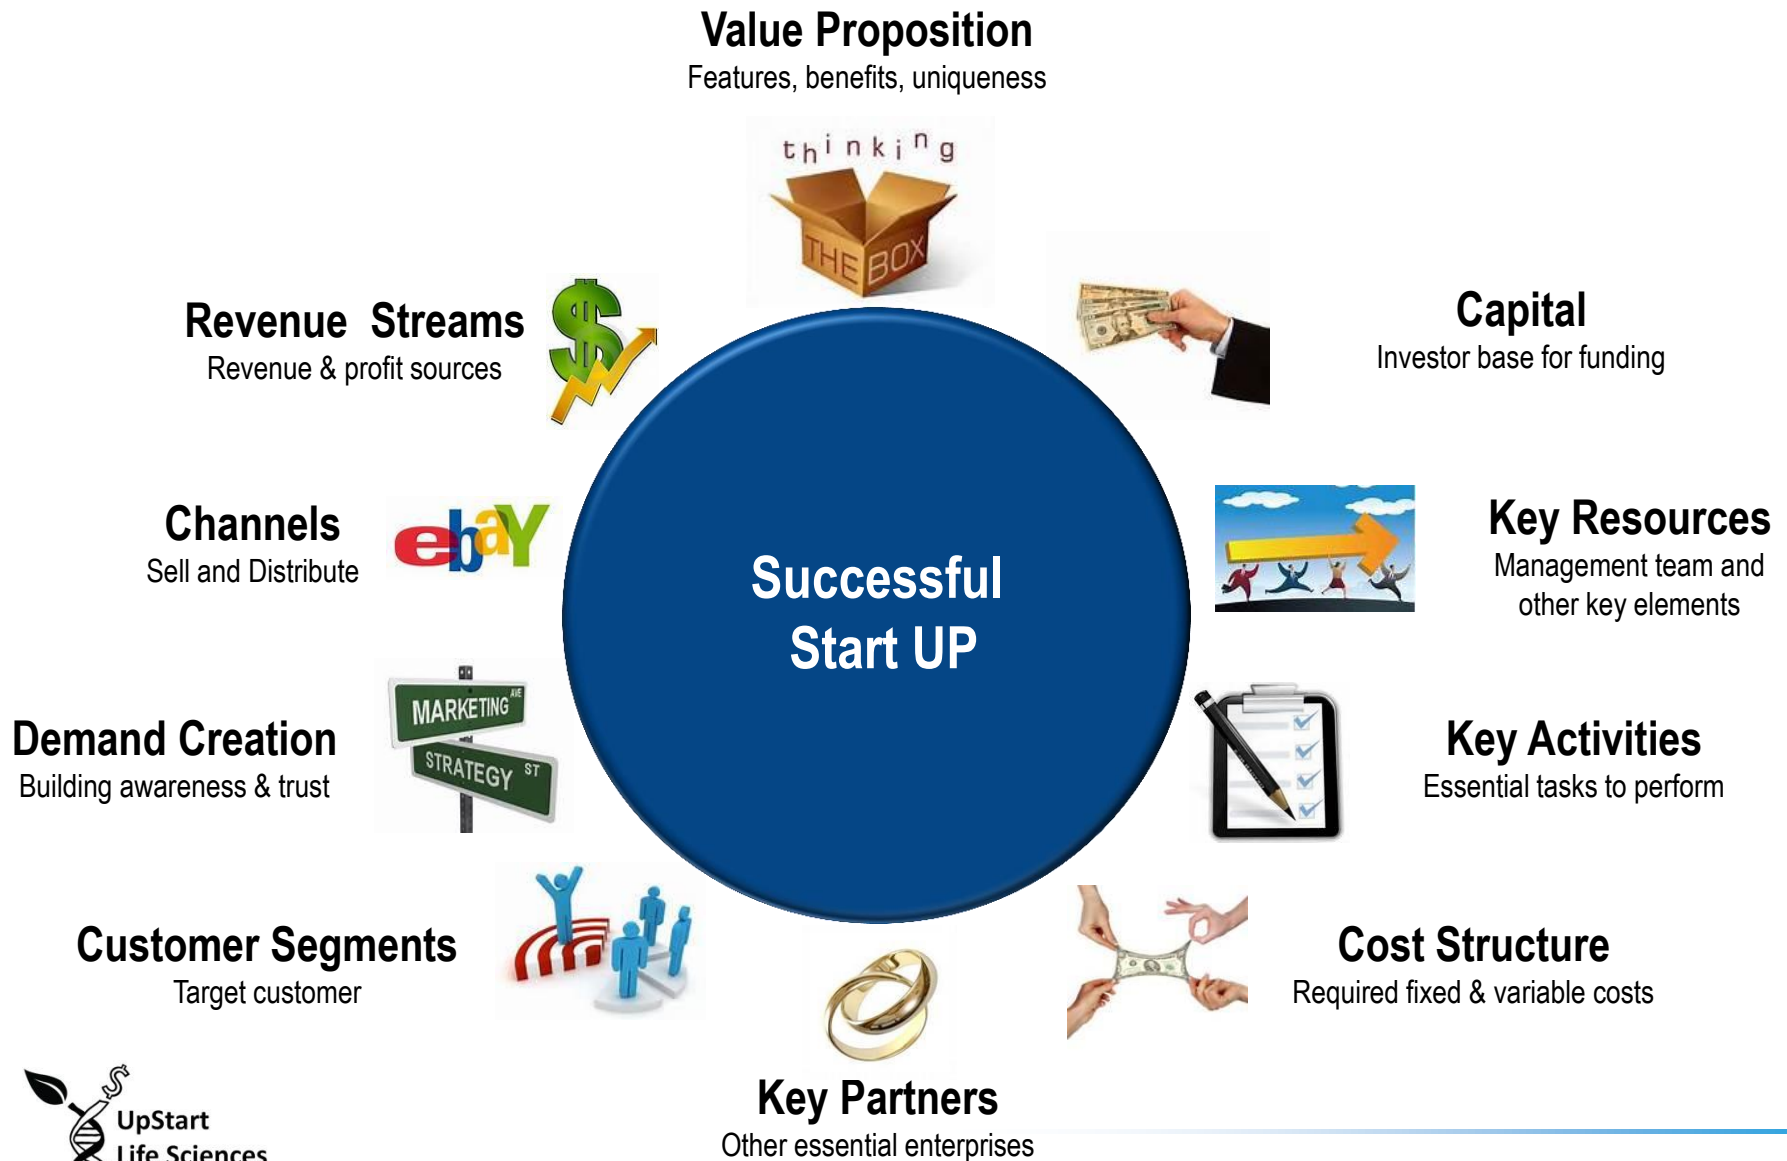 Value Proposition
Features, benefits, uniqueness
thinking
THE BOX
Revenue Streams
Revenue & profit sources
Capital
Investor base for funding
Channels
Sell and Distribute
ebaY
Successful
Start UP
Key Resources
Management team and
other key elements
Demand Creation
Building awareness & trust
MARKETING AVE
STRATEGY ST
Key Activities
Essential tasks to perform
Customer Segments
Target customer
Cost Structure
Required fixed & variable costs
Key Partners
Other essential enterprises
UpStart
Life Sciences